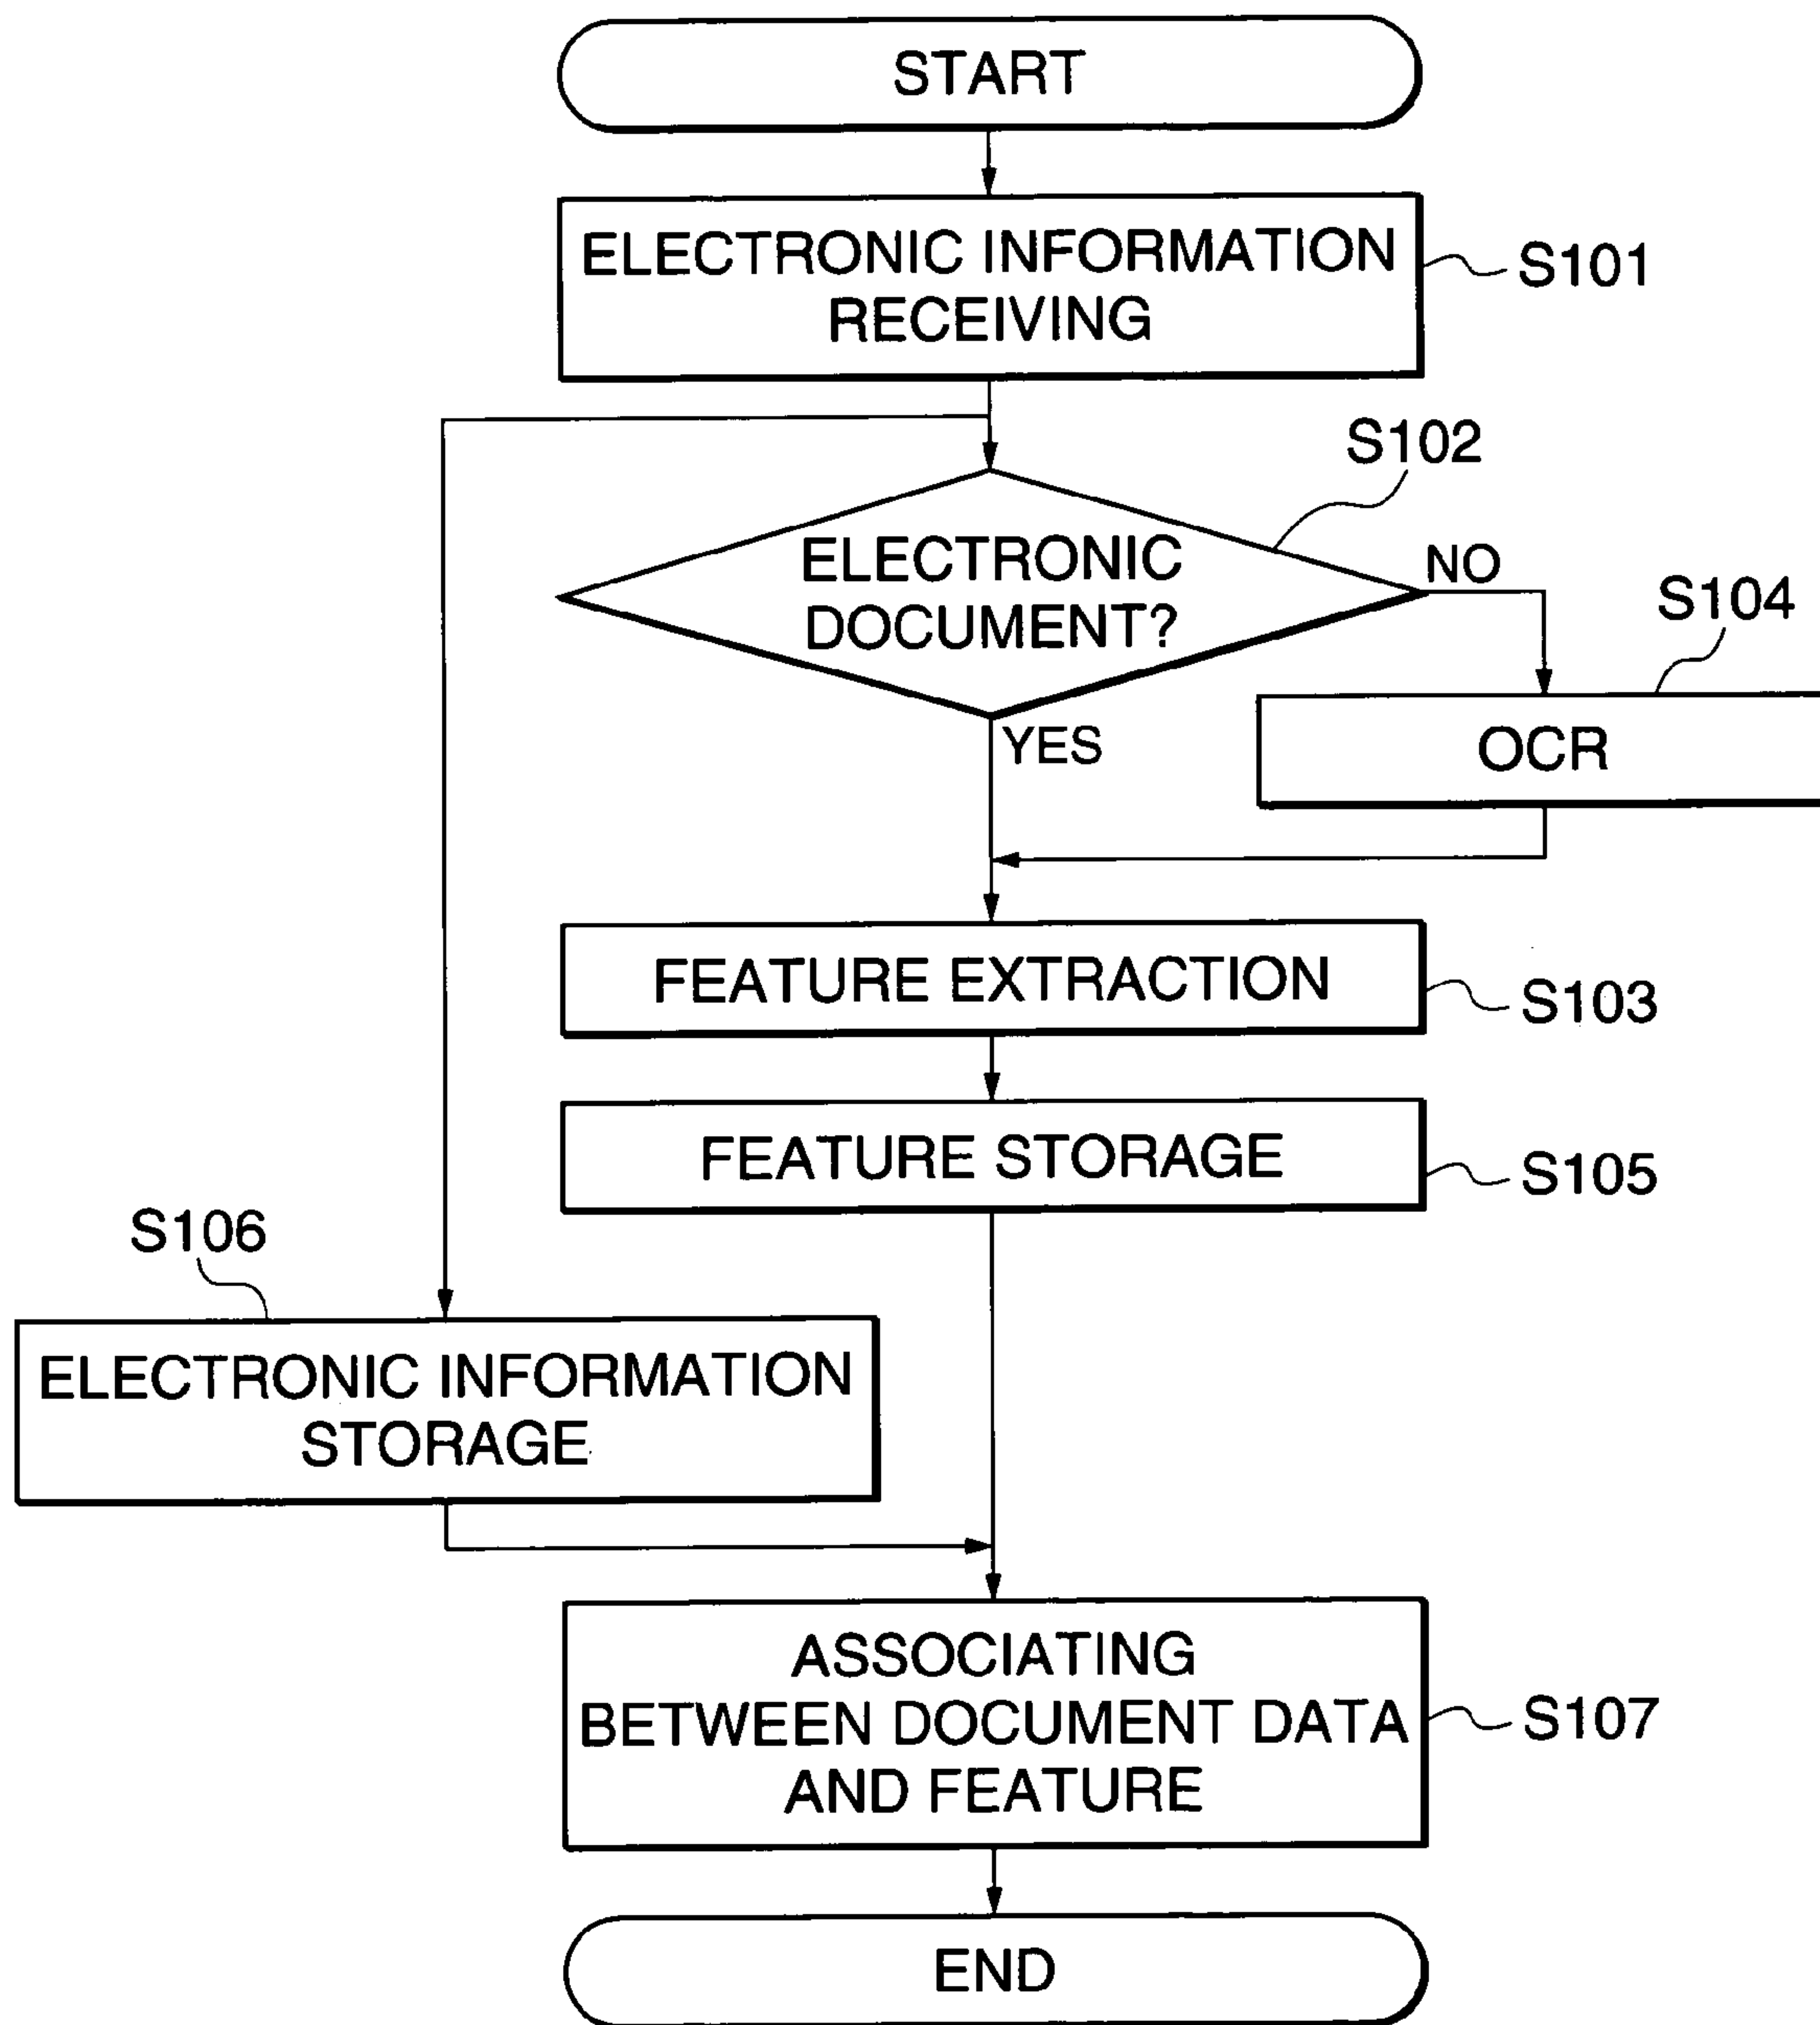 START
ELECTRONIC INFORMATION
RECEIVING
S101
S102
ELECTRONIC
DOCUMENT?
NO
S104
YES
OCR
FEATURE EXTRACTION
S103
FEATURE STORAGE
S105
S106
ELECTRONIC INFORMATION
STORAGE
ASSOCIATING
BETWEEN DOCUMENT DATA
AND FEATURE
S107
END